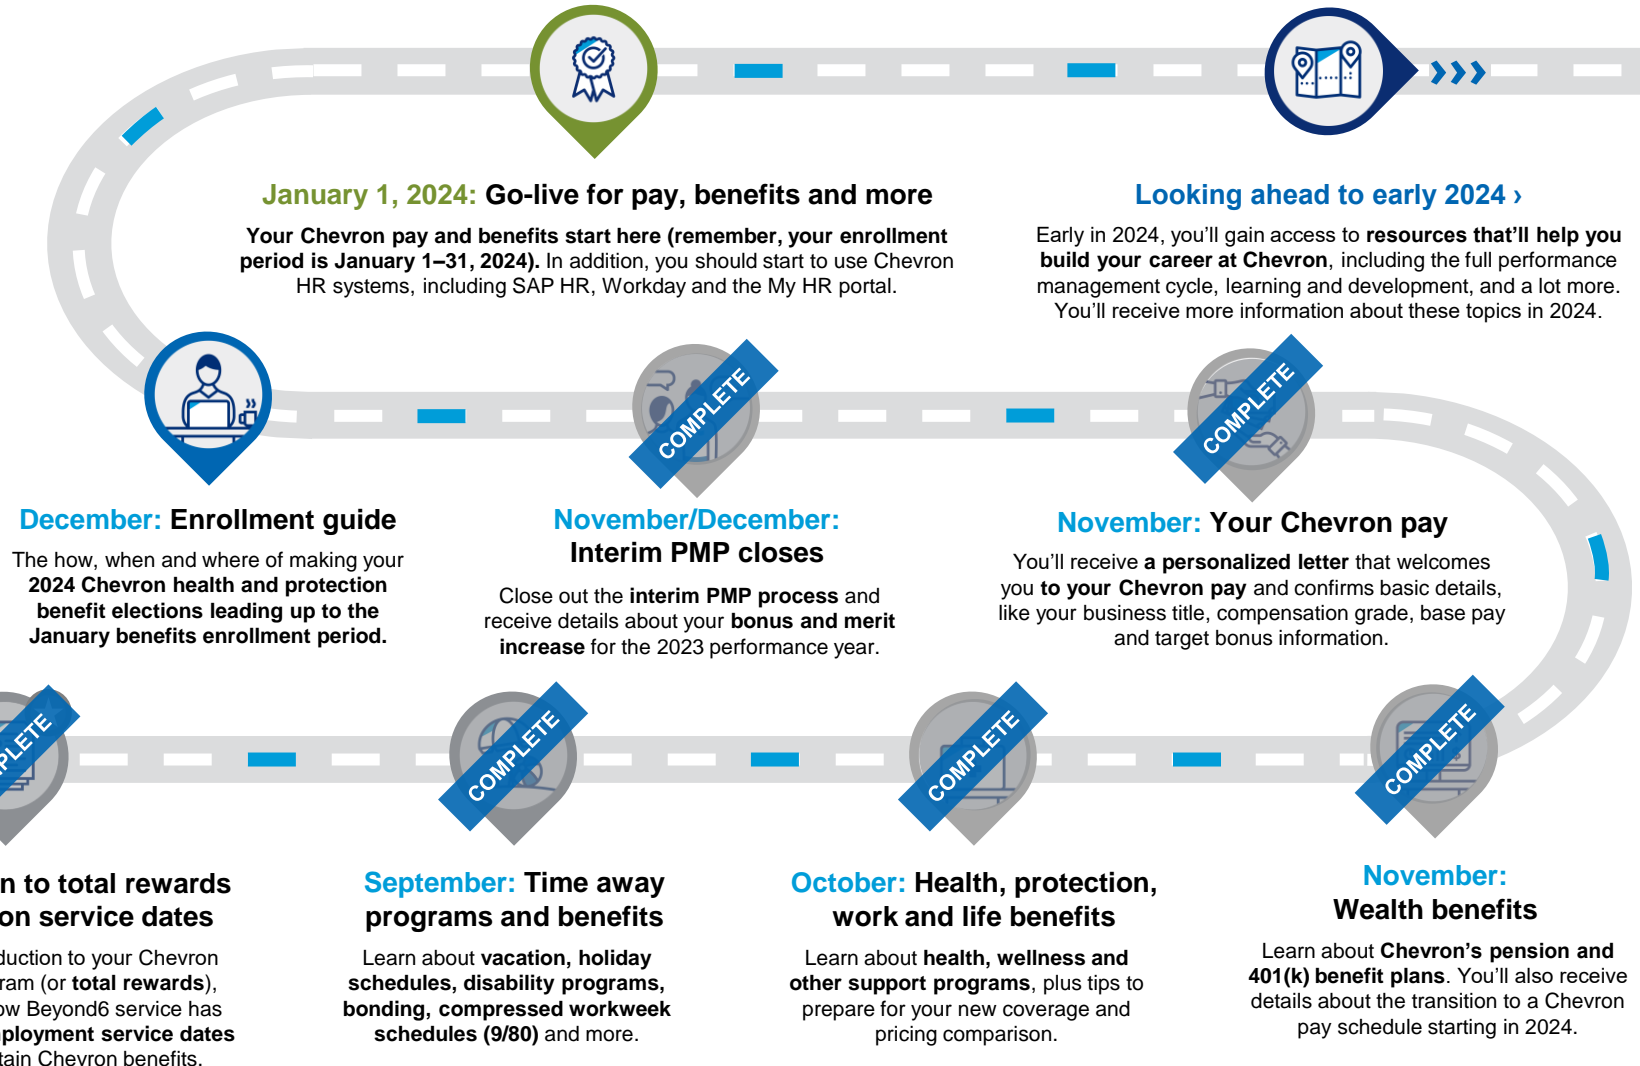 January 1, 2024: Go-live for pay, benefits and more
Your Chevron pay and benefits start here (remember, your enrollment
period is January 1–31, 2024). In addition, you should start to use Chevron
HR systems, including SAP HR, Workday and the My HR portal.
Looking ahead to early 2024 ›
Early in 2024, you’ll gain access to resources that’ll help you
build your career at Chevron, including the full performance
management cycle, learning and development, and a lot more.
You’ll receive more information about these topics in 2024.
December: Enrollment guide
The how, when and where of making your
2024 Chevron health and protection
benefit elections leading up to the
January benefits enrollment period.
COMPLETE
November/December:
Interim PMP closes
Close out the interim PMP process and
receive details about your bonus and merit
increase for the 2023 performance year.
COMPLETE
November: Your Chevron pay
You’ll receive a personalized letter that welcomes
you to your Chevron pay and confirms basic details,
like your business title, compensation grade, base pay
and target bonus information.
PLETE
n to total rewards
on service dates
duction to your Chevron
ram (or total rewards),
ow Beyond6 service has
ployment service dates
tain Chevron benefits.
COMPLETE
September: Time away
programs and benefits
Learn about vacation, holiday
schedules, disability programs,
bonding, compressed workweek
schedules (9/80) and more.
COMPLETE
October: Health, protection,
work and life benefits
Learn about health, wellness and
other support programs, plus tips to
prepare for your new coverage and
pricing comparison.
COMPLETE
November:
Wealth benefits
Learn about Chevron’s pension and
401(k) benefit plans. You’ll also receive
details about the transition to a Chevron
pay schedule starting in 2024.